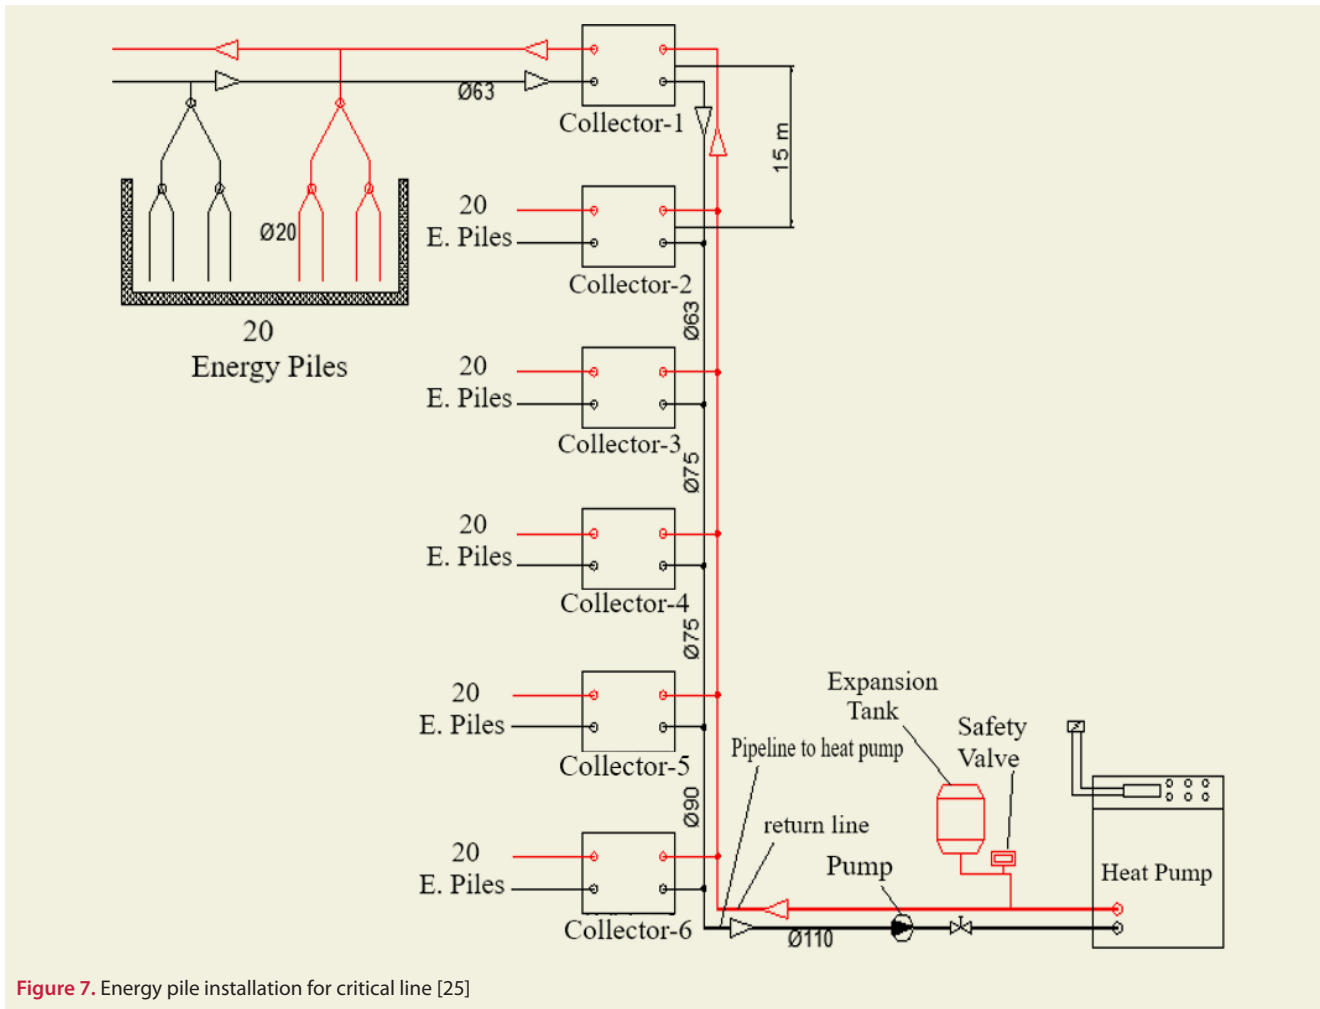 Ø63
Collector-1
15 m
Ø20
20
Energy Piles
20
E. Piles
Collector-2
Ø63
20
E. Piles
Collector-3
Ø75
20
E. Piles
Collector-4
Ø75
20
E. Piles
Collector-5
Ø90
20
E. Piles
Collector-6
Expansion
Tank
Safety
Valve
Pipeline to heat pump
return line
Pump
Heat Pump
Ø110
Figure 7. Energy pile installation for critical line [25]